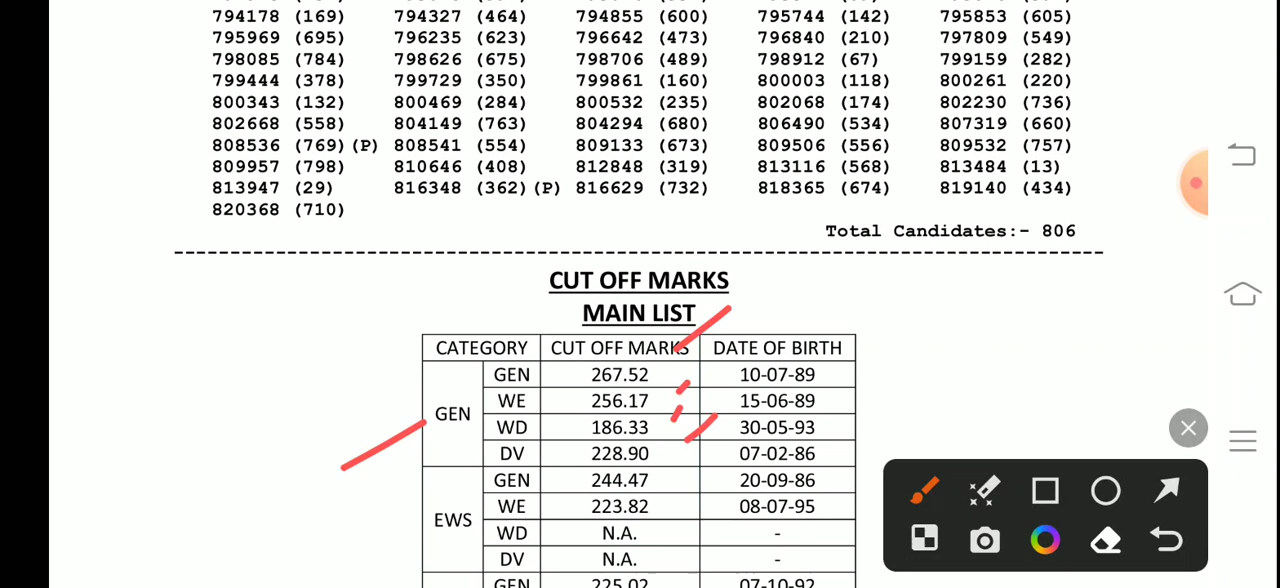 794178 (169) 794327 (464) 794855 (600) 795744 (142) 795853 (605)
795969 (695) 796235 (623) 796642 (473) 796840 (210) 797809 (549)
798085 (784) 798626 (675) 798706 (489) 798912 (67) 799159 (282)
799444 (378) 799729 (350) 799861 (160) 800003 (118) 800261 (220)
800343 (132) 800469 (284) 800532 (235) 802068 (174) 802230 (736)
802668 (558) 804149 (763) 804294 (680) 806490 (534) 807319 (660)
808536 (769)(P) 808541 (554) 809133 (673) 809506 (556) 809532 (757)
809957 (798) 810646 (408) 812848 (319) 813116 (568) 813484 (13)
813947 (29) 816348 (362)(P) 816629 (732) 818365 (674) 819140 (434)
820368 (710)
Total Candidates:- 806
CUT OFF MARKS
MAIN LIST
CATEGORY CUT OFF MARKS DATE OF BIRTH
GEN GEN 267.52 10-07-89
WE 256.17 15-06-89
WD 186.33 30-05-93
DV 228.90 07-02-86
EWS GEN 244.47 20-09-86
WE 223.82 08-07-95
WD N.A. -
DV N.A. -
GEN 225.02 07-10-92